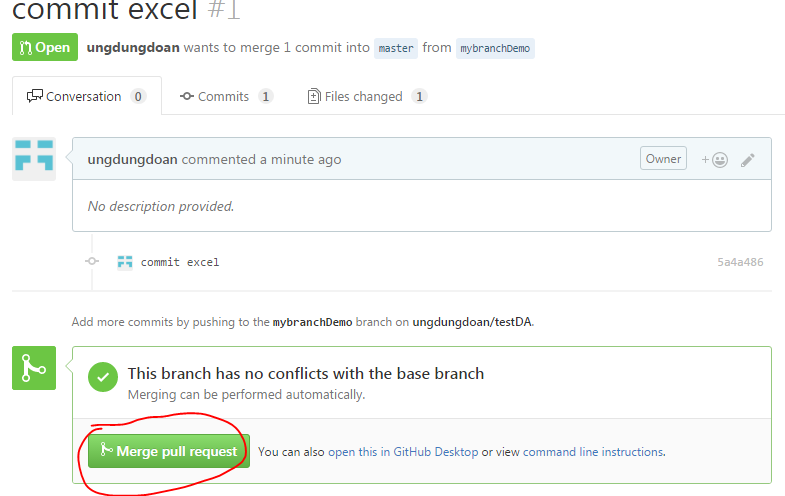 commit excel #1
Open ungdungdoan wants to merge 1 commit into master from mybranchDemo
Conversation 0 Commits 1 Files changed 1
ungdungdoan commented a minute ago Owner +
No description provided.
commit excel 5a4a486
Add more commits by pushing to the mybranchDemo branch on ungdungdoan/testDA.
This branch has no conflicts with the base branch
Merging can be performed automatically.
Merge pull request You can also open this in GitHub Desktop or view command line instructions.